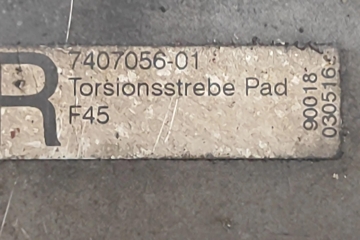 R
7407056-01
Torsionsstrebe Pad
F45
90018-
030516-